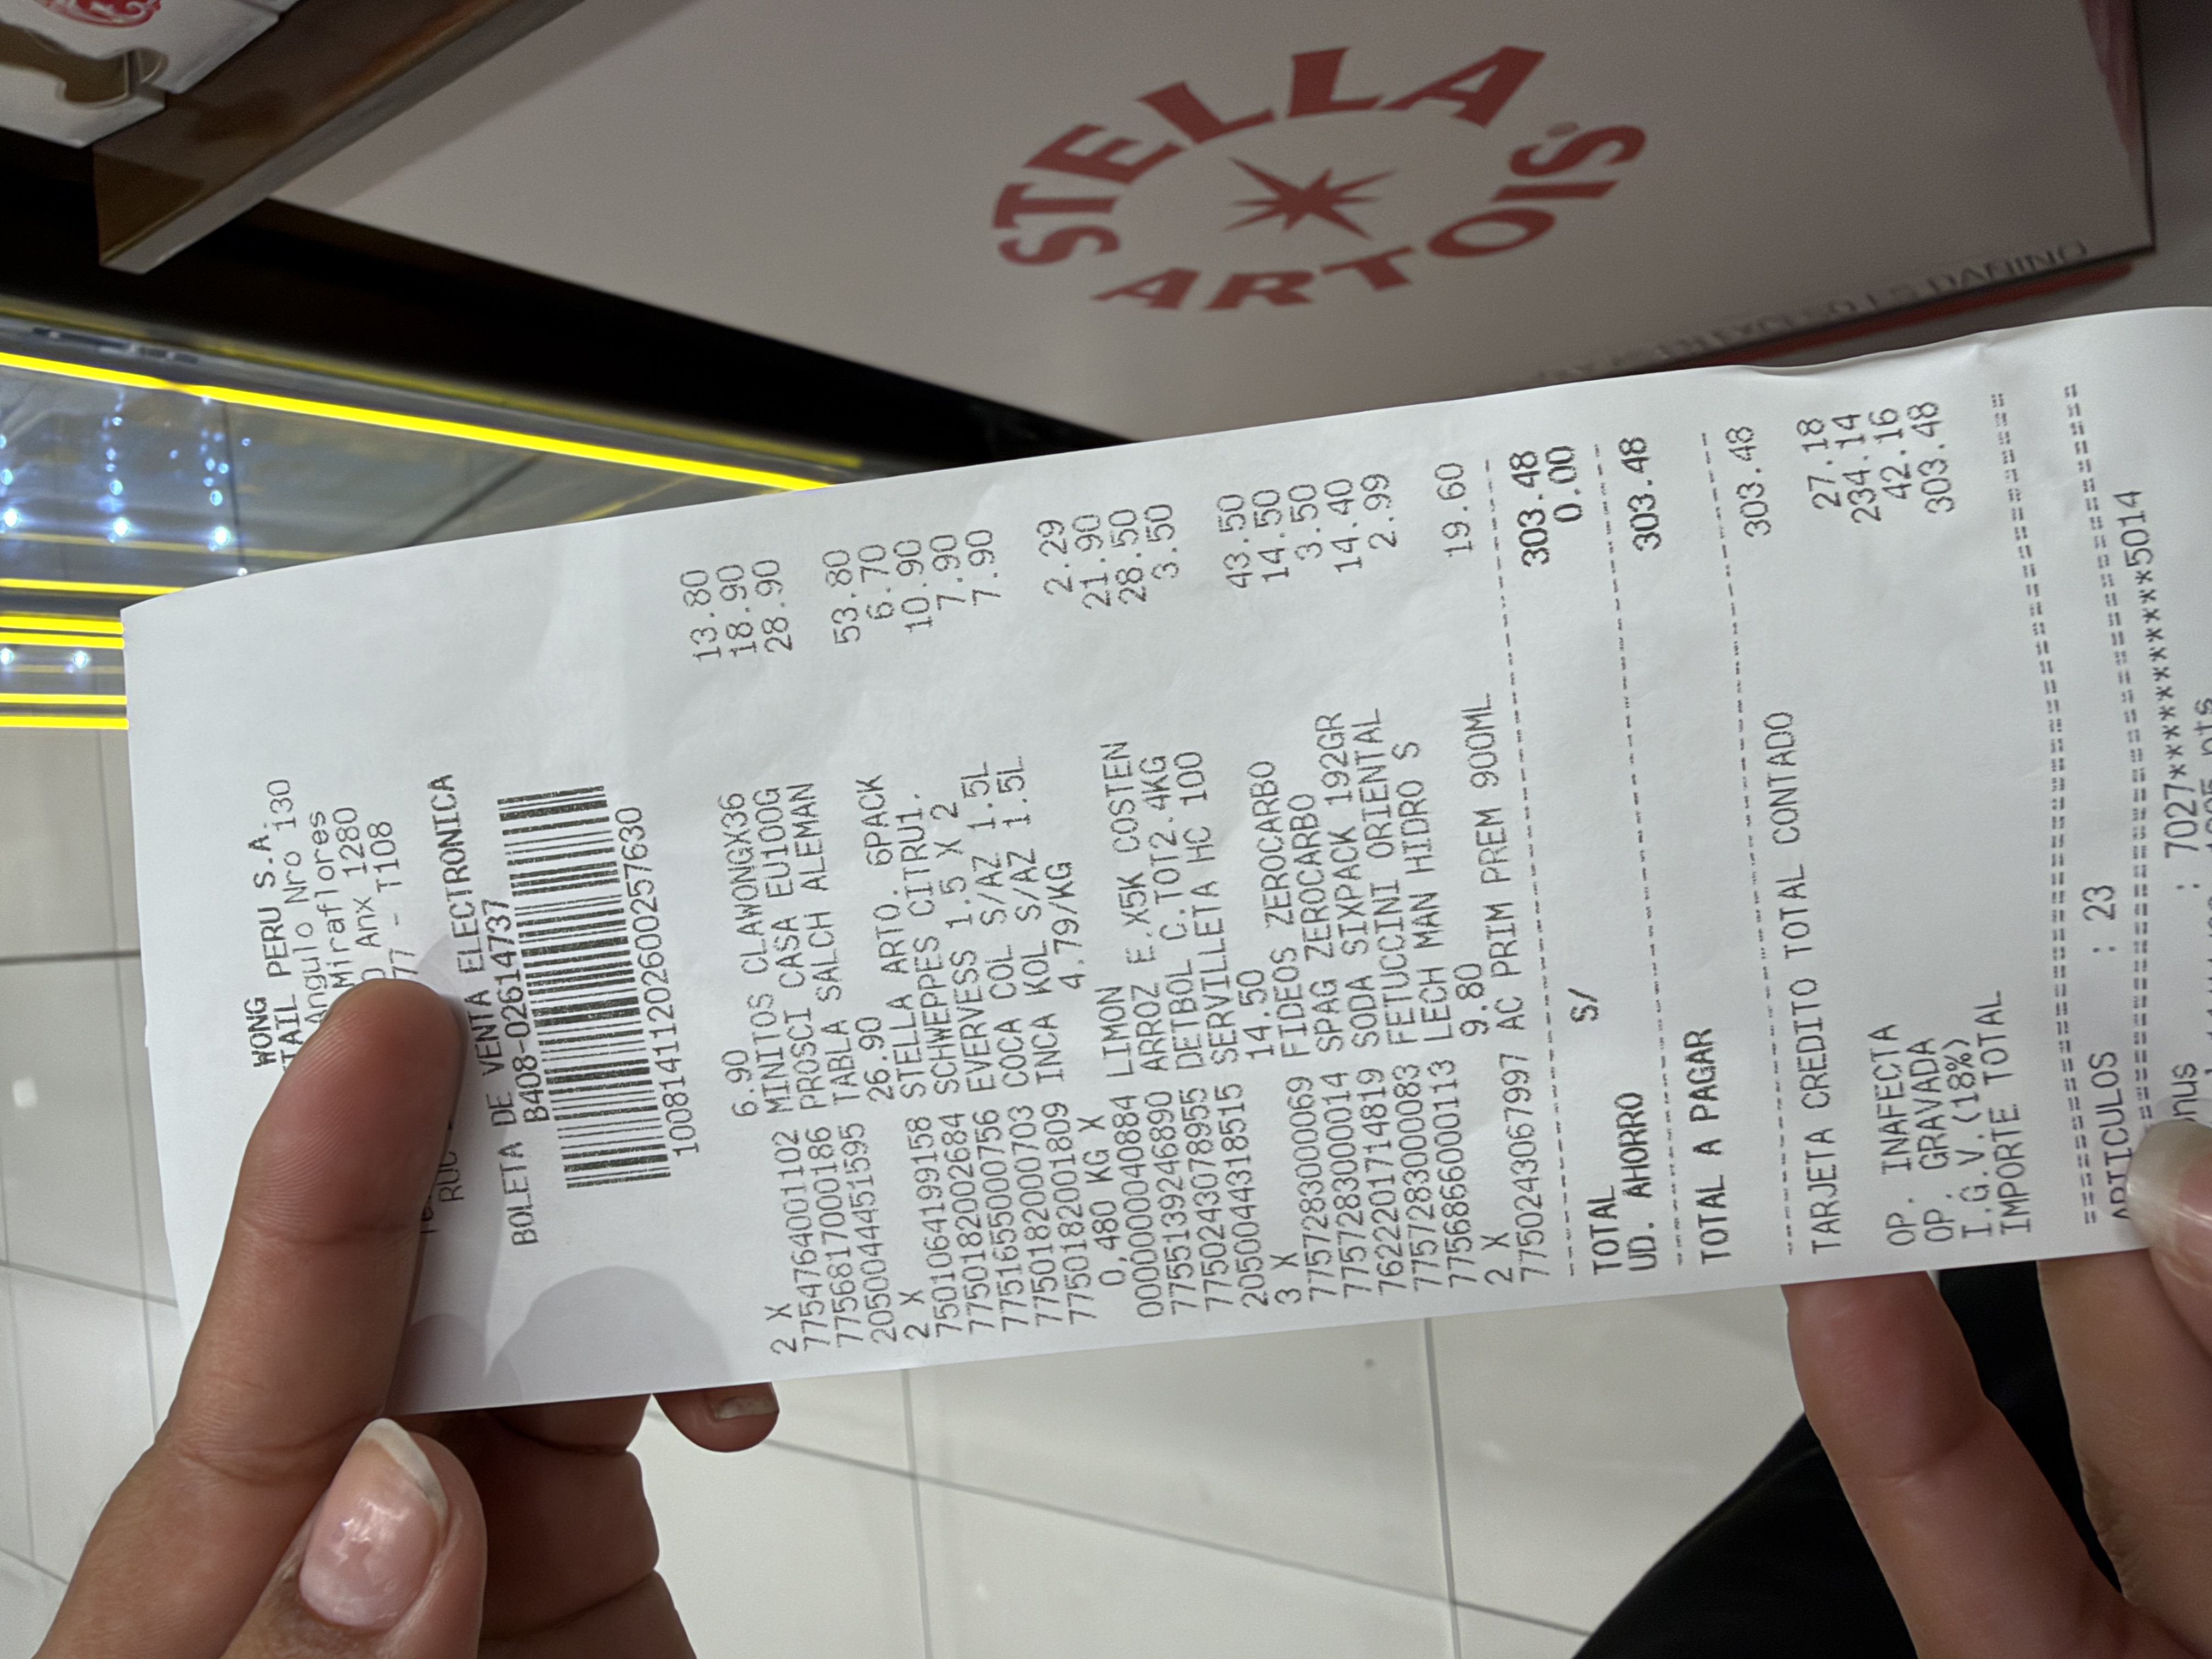 WONG
TAIL PERU S.A.
Angulo Nro 130
Miraflores
Anx 1280
77 - T108
RUC
BOLETA DE VENTA ELECTRONICA
B408-02614737
1008141120260025763​0
2 X 6.90
7754764001102 MINITOS CLAWONGX36 13.80
7756817000186 PROSCI CASA EU100G 18.90
2050044451595 TABLA SALCH ALEMAN 28.90
2 X 26.90
7501064199158 STELLA ARTO. 6PACK 53.80
7750182002684 SCHWEPPES CITRU1. 6.70
7751655000756 EVERVESS 1.5 X 2 10.90
7750182000703 COCA COL S/AZ 1.5L 7.90
7750182001809 INCA KOL S/AZ 1.5L 7.90
0,480 KG X 4.79/KG
0000000040884 LIMON 2.29
7755139246890 ARROZ E.X5K COSTEN 21.90
7750243078955 DETBOL C.TOT2.4KG 28.50
2050044318515 SERVILLETA HC 100 3.50
3 X 14.50
7757283000069 FIDEOS ZEROCARBO 43.50
7757283000014 SPAG ZEROCARBO 14.50
7622201714819 SODA SIXPACK 192GR 3.50
7757283000083 FETUCCINI ORIENTAL 14.40
7756866000113 LECH MAN HIDRO S 2.99
2 X 9.80
7750243067997 AC PRIM PREM 900ML 19.60
TOTAL S/ 303.48
UD. AHORRO 0.00
TOTAL A PAGAR 303.48
TARJETA CREDITO TOTAL CONTADO 303.48
OP. INAFECTA 27.18
OP. GRAVADA 234.14
I.G.V.(18%) 42.16
IMPORTE TOTAL 303.48
ARTICULOS : 23
onus : 7027***********5014
pts
STELLA ARTOIS